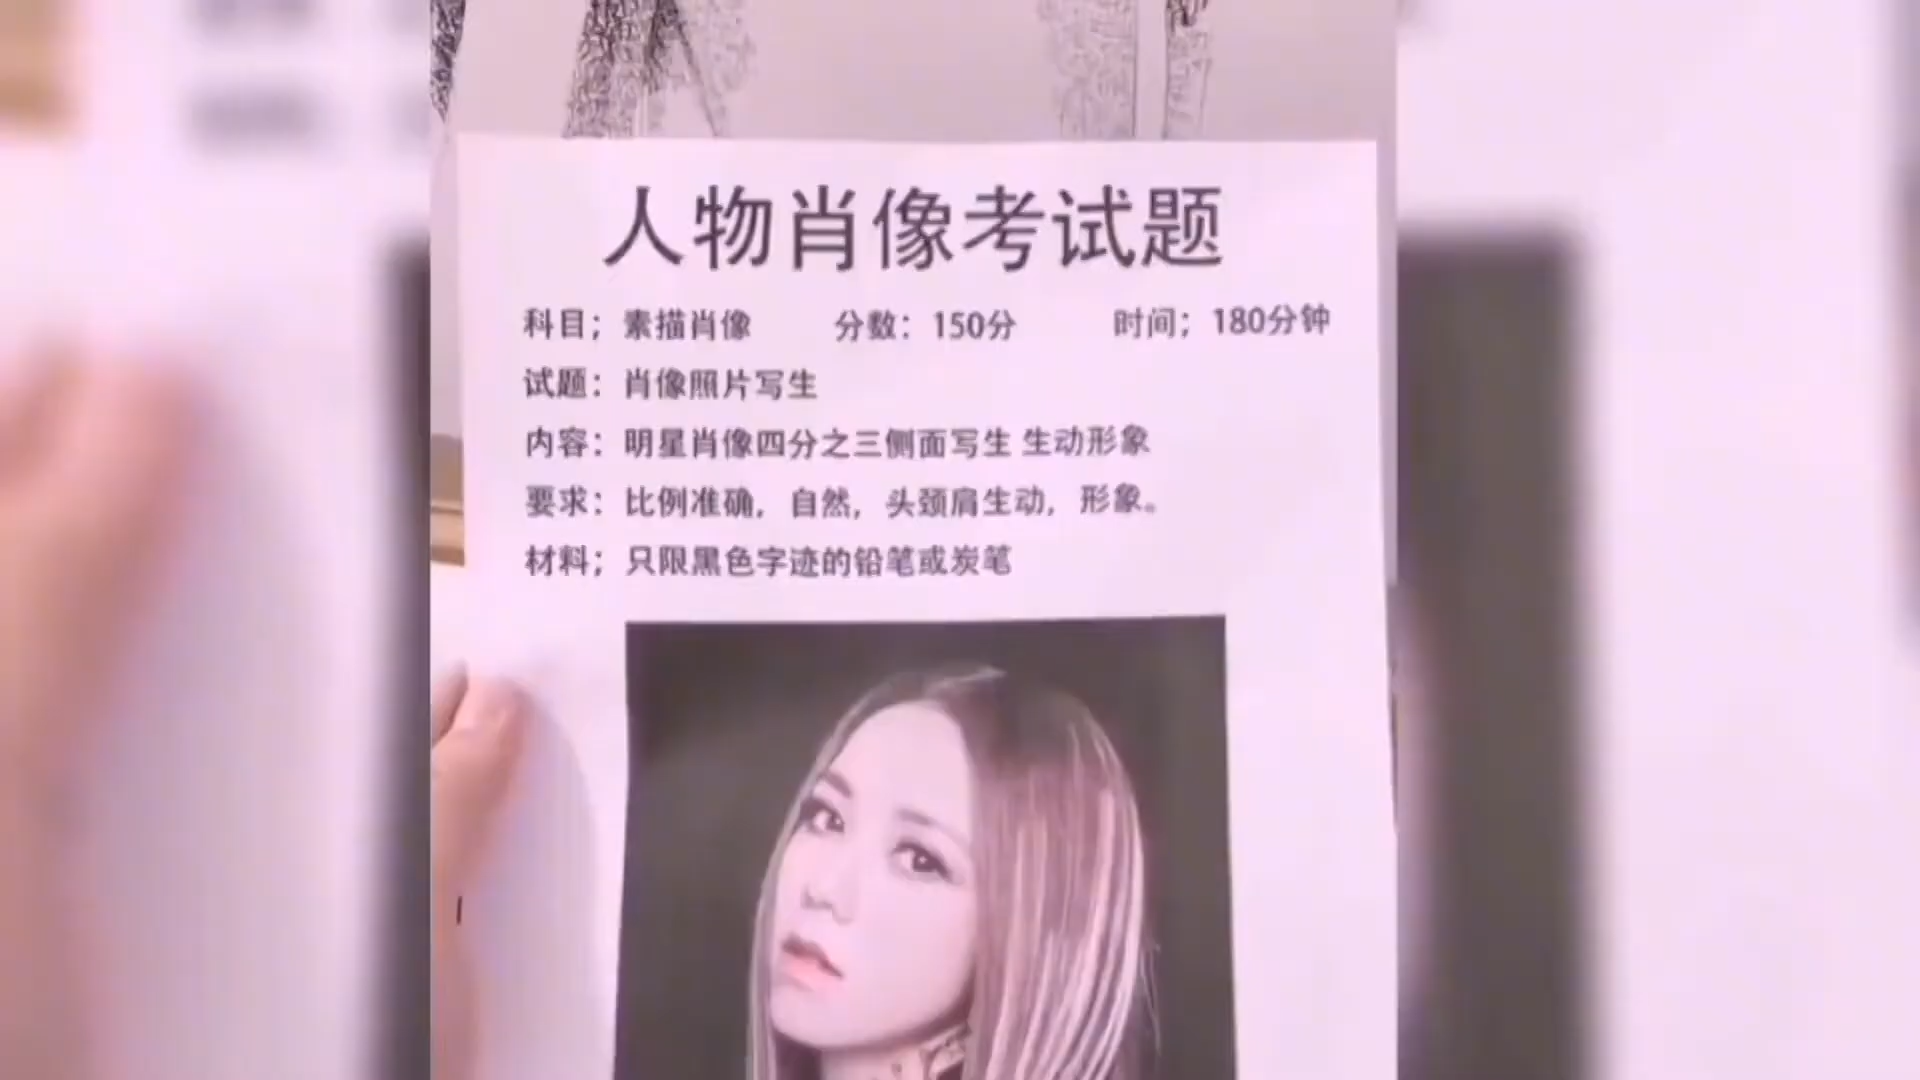 人物肖像考试题
科目；素描肖像 分数：150分 时间；180分钟
试题：肖像照片写生
内容：明星肖像四分之三侧面写生 生动形象
要求：比例准确，自然，头颈肩生动，形象。
材料；只限黑色字迹的铅笔或炭笔